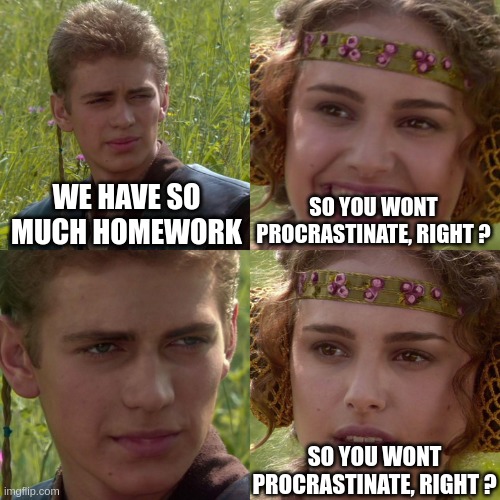 WE HAVE SO
MUCH HOMEWORK
SO YOU WONT
PROCRASTINATE, RIGHT ?
SO YOU WONT
PROCRASTINATE, RIGHT ?
imgflip.com